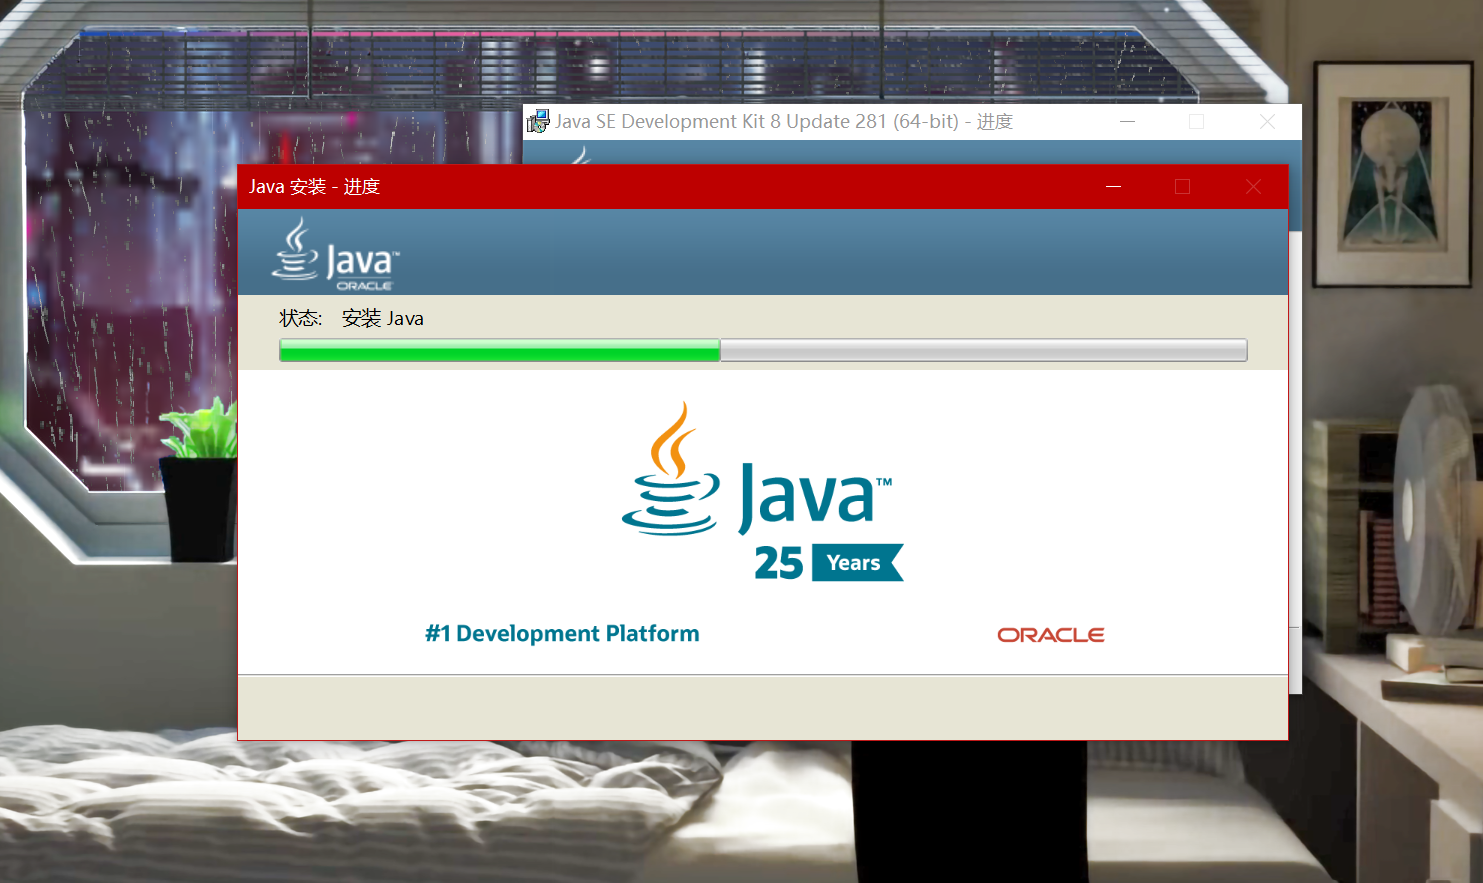 Java SE Development Kit 8 Update 281 (64-bit) - 进度
Java 安装 - 进度
Java™
ORACLE
状态: 安装 Java
Java™
25 Years
#1 Development Platform
ORACLE